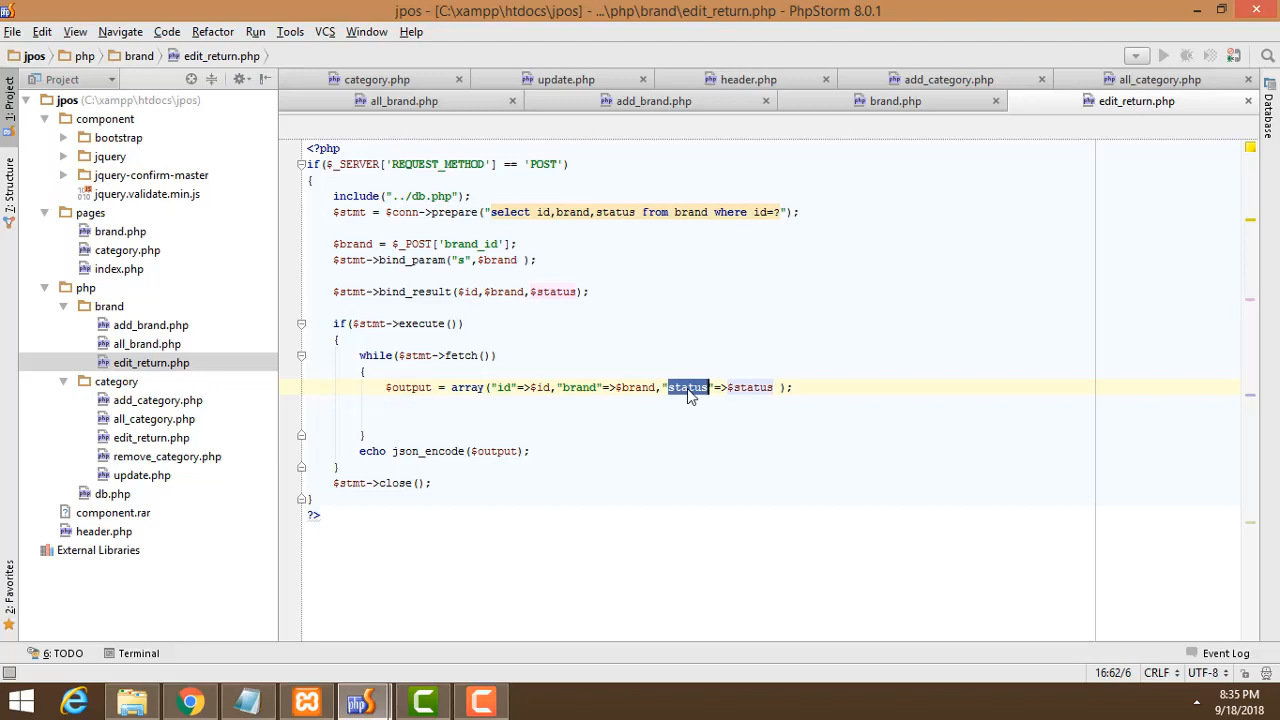 jpos - [C:\xampp\htdocs\jpos] - ...\php\brand\edit_return.php - PhpStorm 8.0.1
File Edit View Navigate Code Refactor Run Tools VCS Window Help
jpos php brand edit_return.php
Project category.php update.php header.php add_category.php all_category.php
all_brand.php add_brand.php brand.php edit_return.php
1: Project
7: Structure
2: Favorites
Database
jpos (C:\xampp\htdocs\jpos)
component
bootstrap
jquery
jquery-confirm-master
jquery.validate.min.js
pages
brand.php
category.php
index.php
php
brand
add_brand.php
all_brand.php
edit_return.php
category
add_category.php
all_category.php
edit_return.php
remove_category.php
update.php
db.php
component.rar
header.php
External Libraries
<?php
if($_SERVER['REQUEST_METHOD'] == 'POST')
{
include("../db.php");
$stmt = $conn->prepare("select id,brand,status from brand where id=?");
$brand = $_POST['brand_id'];
$stmt->bind_param("s",$brand );
$stmt->bind_result($id,$brand,$status);
if($stmt->execute())
{
while($stmt->fetch())
{
$output = array("id"=>$id,"brand"=>$brand,"status"=>$status );
}
echo json_encode($output);
}
$stmt->close();
}
?>
6: TODO Terminal Event Log
16:62/6 CRLF UTF-8
8:35 PM
9/18/2018